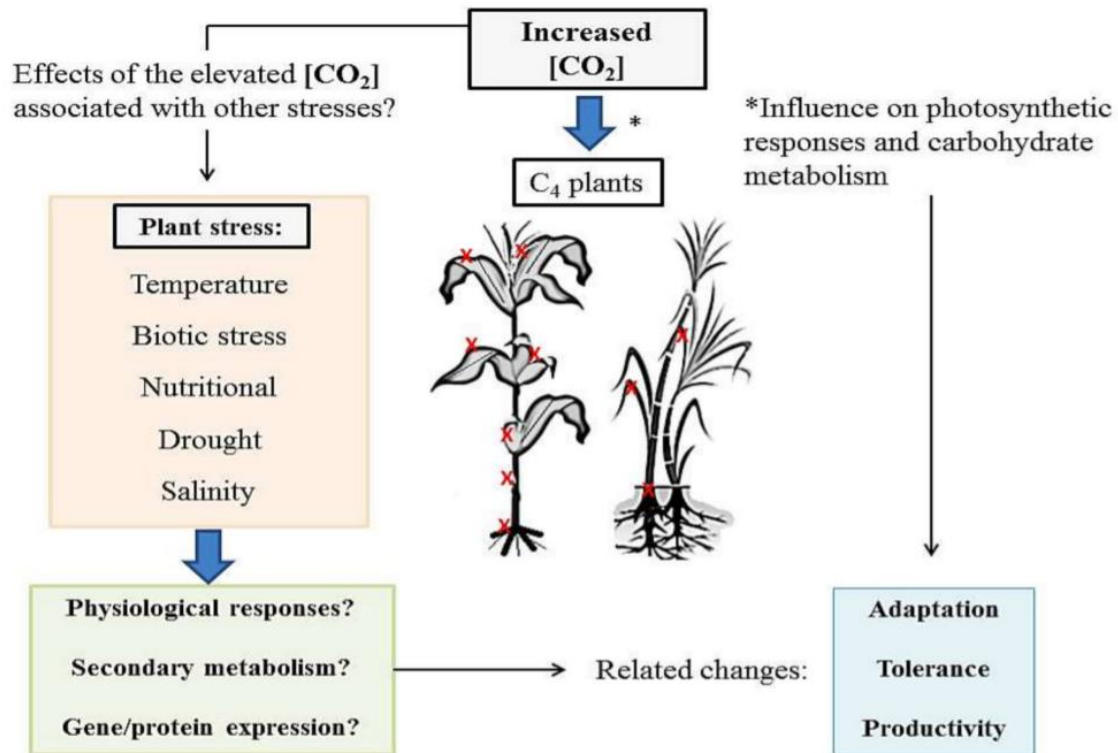 Increased
[CO₂]
Effects of the elevated [CO₂]
associated with other stresses?
*
*Influence on photosynthetic
responses and carbohydrate
metabolism
C₄ plants
Plant stress:
Temperature
Biotic stress
Nutritional
Drought
Salinity
X
X
X
X
X
X
X
X
X
X
Physiological responses?
Secondary metabolism?
Gene/protein expression?
Related changes:
Adaptation
Tolerance
Productivity